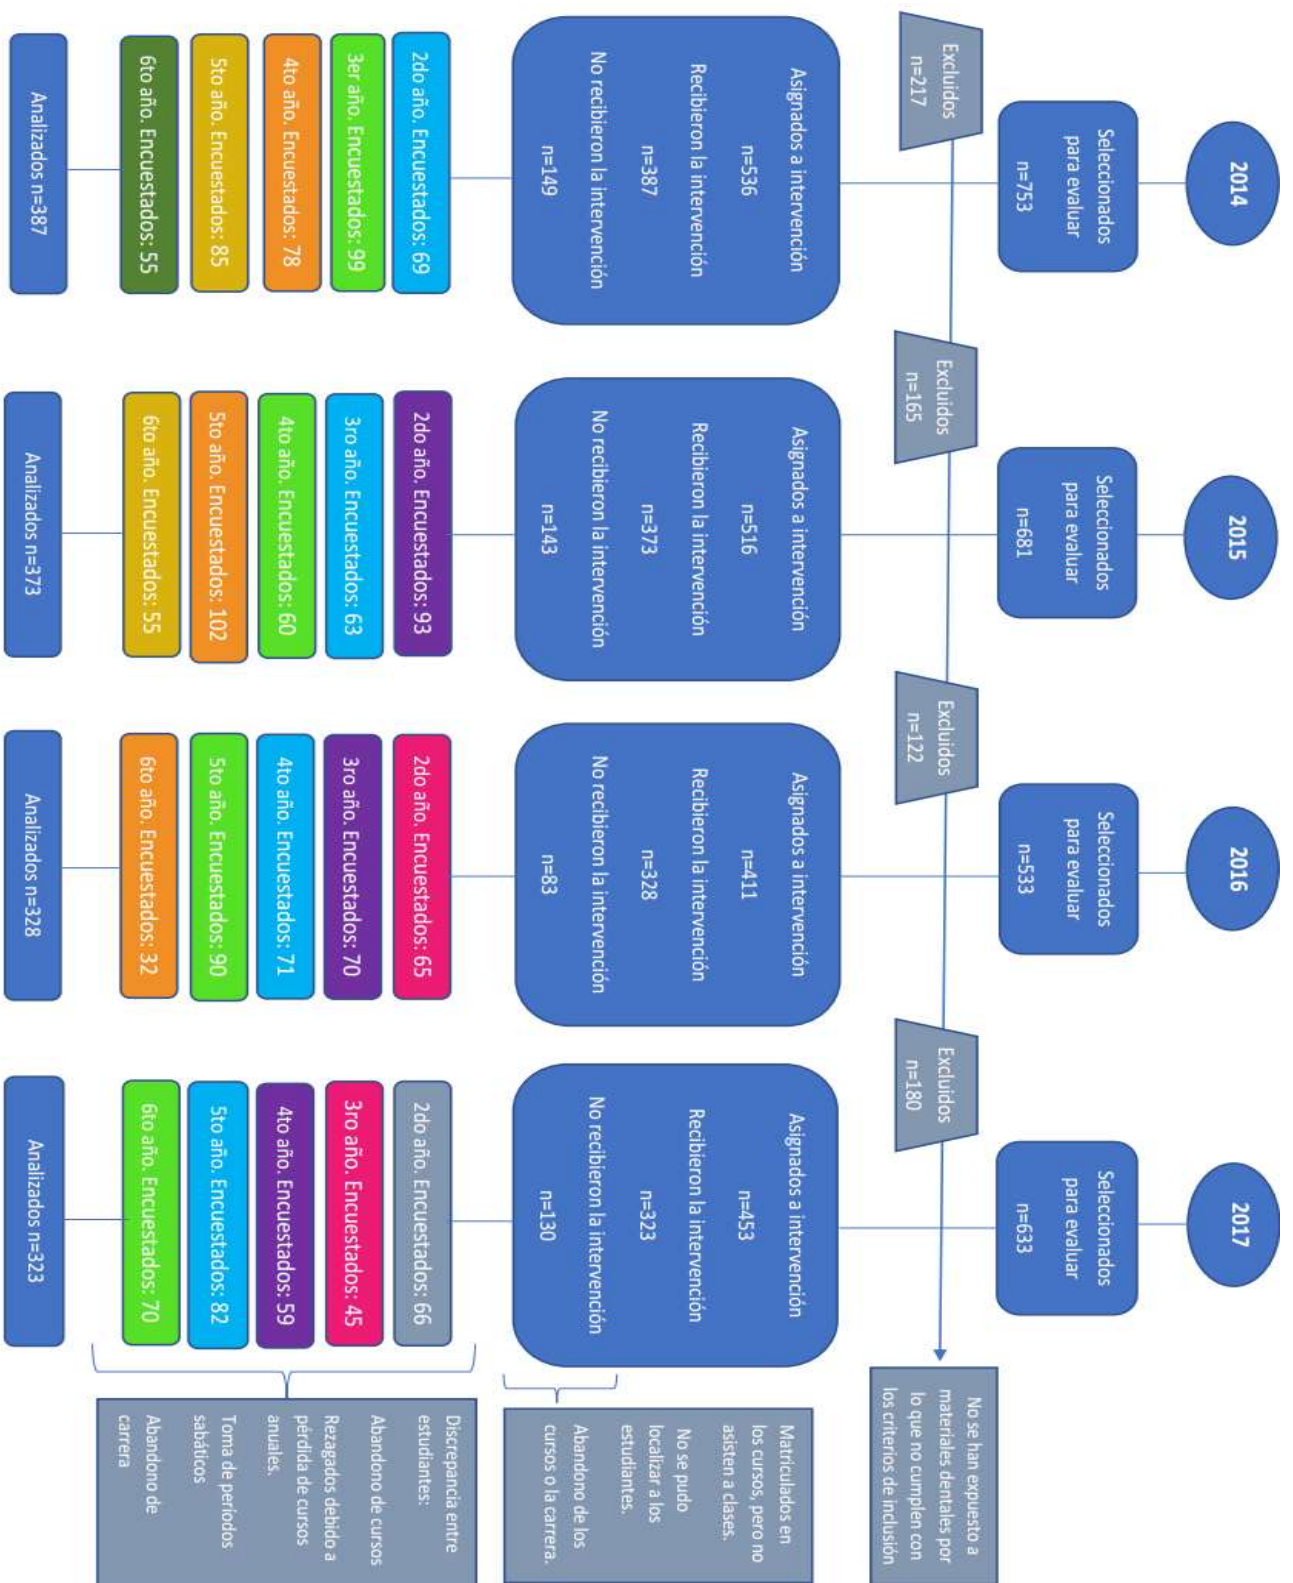 2014
Seleccionados
para evaluar
n=753
Excluidos
n=217
Asignados a intervención
n=536
Recibieron la intervención
n=387
No recibieron la intervención
n=149
2do año. Encuestados: 69
3er año. Encuestados: 99
4to año. Encuestados: 78
5to año. Encuestados: 85
6to año. Encuestados: 55
Analizados n=387
2015
Seleccionados
para evaluar
n=681
Excluidos
n=165
Asignados a intervención
n=516
Recibieron la intervención
n=373
No recibieron la intervención
n=143
2do año. Encuestados: 93
3ro año. Encuestados: 63
4to año. Encuestados: 60
5to año. Encuestados: 102
6to año. Encuestados: 55
Analizados n=373
2016
Seleccionados
para evaluar
n=533
Excluidos
n=122
Asignados a intervención
n=411
Recibieron la intervención
n=328
No recibieron la intervención
n=83
2do año. Encuestados: 65
3ro año. Encuestados: 70
4to año. Encuestados: 71
5to año. Encuestados: 90
6to año. Encuestados: 32
Analizados n=328
2017
Seleccionados
para evaluar
n=633
Excluidos
n=180
Asignados a intervención
n=453
Recibieron la intervención
n=323
No recibieron la intervención
n=130
2do año. Encuestados: 66
3ro año. Encuestados: 45
4to año. Encuestados: 59
5to año. Encuestados: 82
6to año. Encuestados: 70
Analizados n=323
No se han expuesto a
materiales dentales por
lo que no cumplen con
los criterios de inclusión
Matriculados en
los cursos, pero no
asisten a clases.
No se pudo
localizar a los
estudiantes.
Abandono de los
cursos o la carrera.
Discrepancia entre
estudiantes:
Abandono de cursos
Rezagados debido a
pérdida de cursos
anuales.
Toma de períodos
sabáticos
Abandono de
carrera